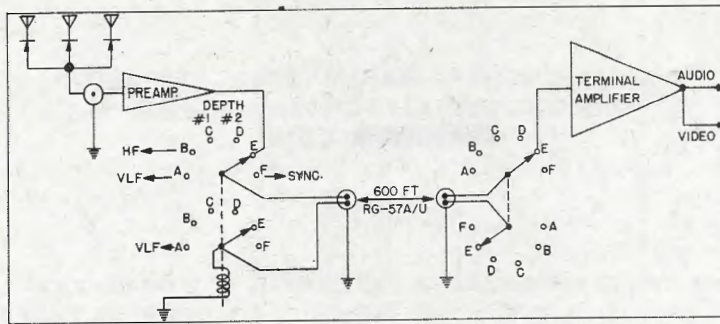 PREAMP.
DEPTH
#1 #2
C D
HF B E
VLF A F SYNC.
C D
B E
VLF A F
600 FT
RG-57A/U
C D
B E
A F
F A
E B
D C
TERMINAL
AMPLIFIER
AUDIO
VIDEO